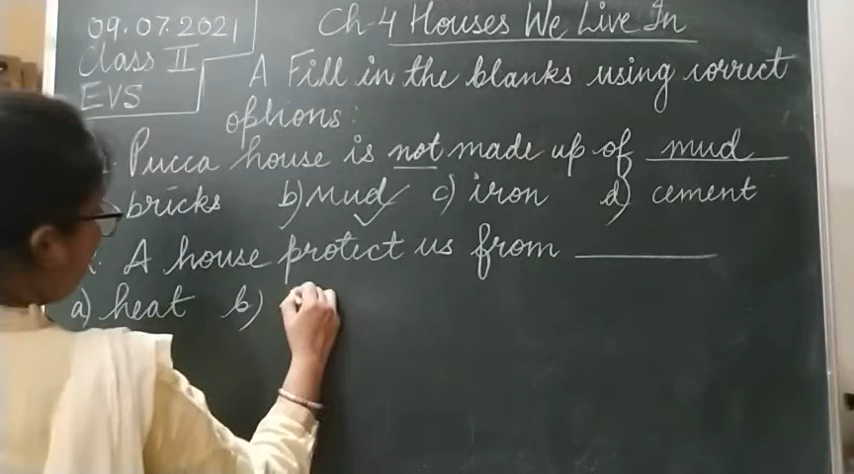 09.07.2021
Class II
EVS
Ch-4 Houses We Live In
A Fill in the blanks using correct
options:
Pucca house is not made up of mud
bricks b) Mud ✓ c) iron d) cement
A house protect us from ________
a) heat b)